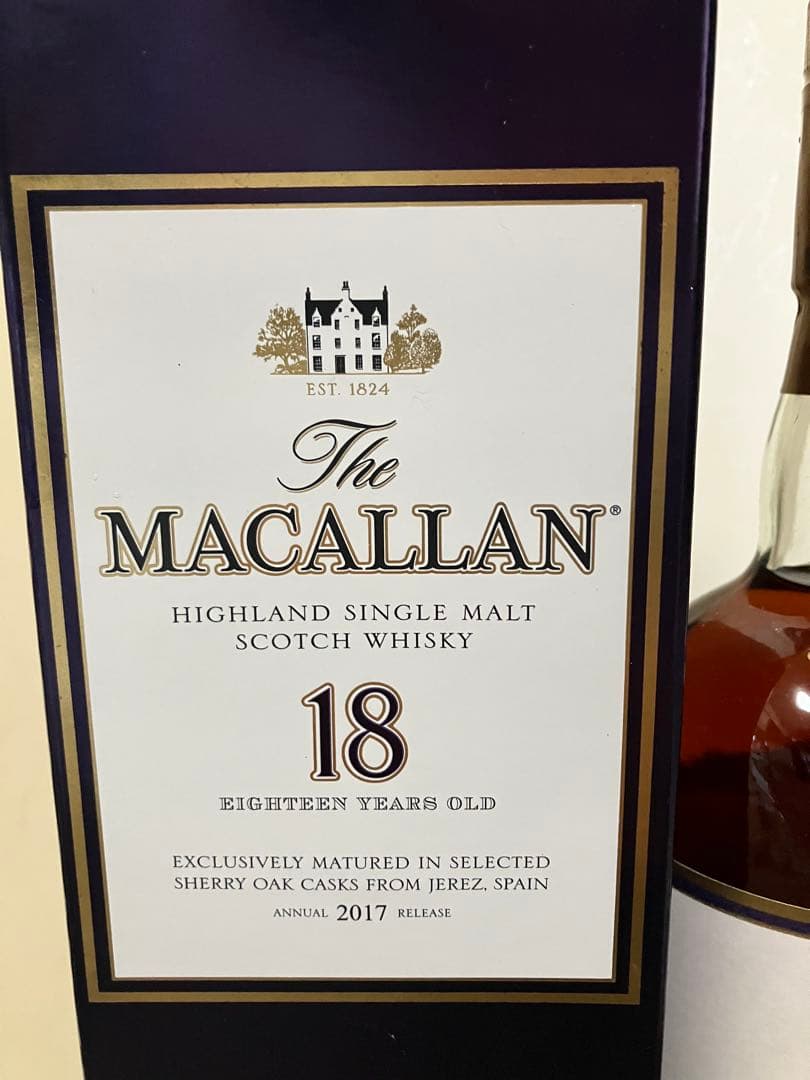 EST. 1824
The
MACALLAN®
HIGHLAND SINGLE MALT
SCOTCH WHISKY
18
EIGHTEEN YEARS OLD
EXCLUSIVELY MATURED IN SELECTED
SHERRY OAK CASKS FROM JEREZ, SPAIN
ANNUAL 2017 RELEASE